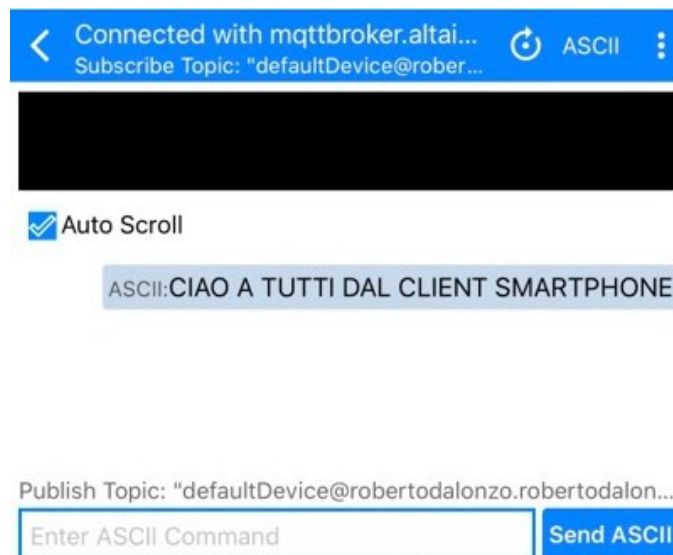 Connected with mqttbroker.altai...
ASCII
Subscribe Topic: "defaultDevice@rober...
Auto Scroll
ASCII:CIAO A TUTTI DAL CLIENT SMARTPHONE
Publish Topic: "defaultDevice@robertodalonzo.robertodalon...
Enter ASCII Command
Send ASCII